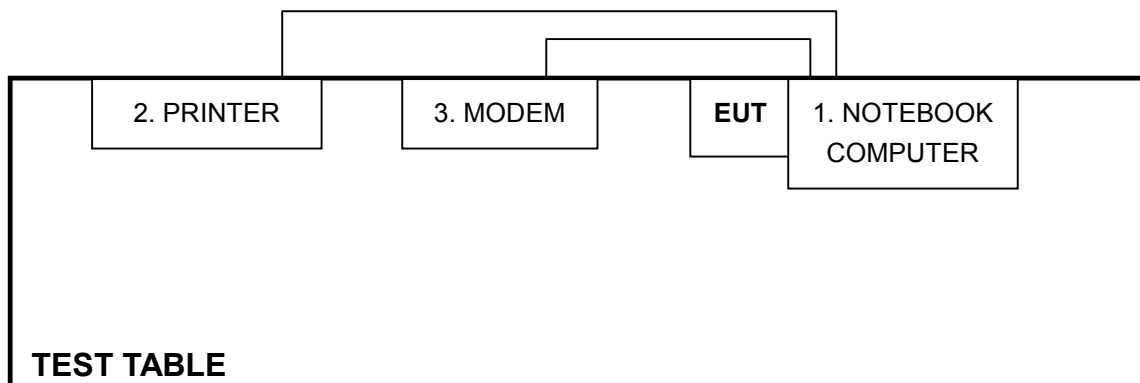 2. PRINTER
3. MODEM
EUT
1. NOTEBOOK
COMPUTER
TEST TABLE